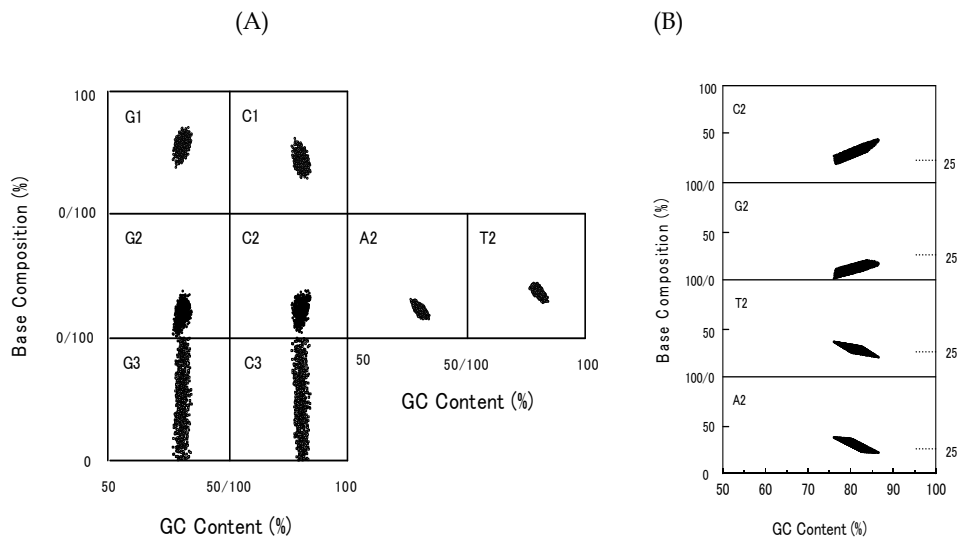 (A)
(B)
100
G1
C1
0/100
G2
C2
A2
T2
0/100
G3
C3
50
50/100
100
0
50
50/100
100
GC Content (%)
GC Content (%)
Base Composition (%)
100
C2
50
25
100/0
G2
50
25
100/0
T2
50
25
100/0
A2
50
25
0
50
60
70
80
90
100
GC Content (%)
Base Composition (%)